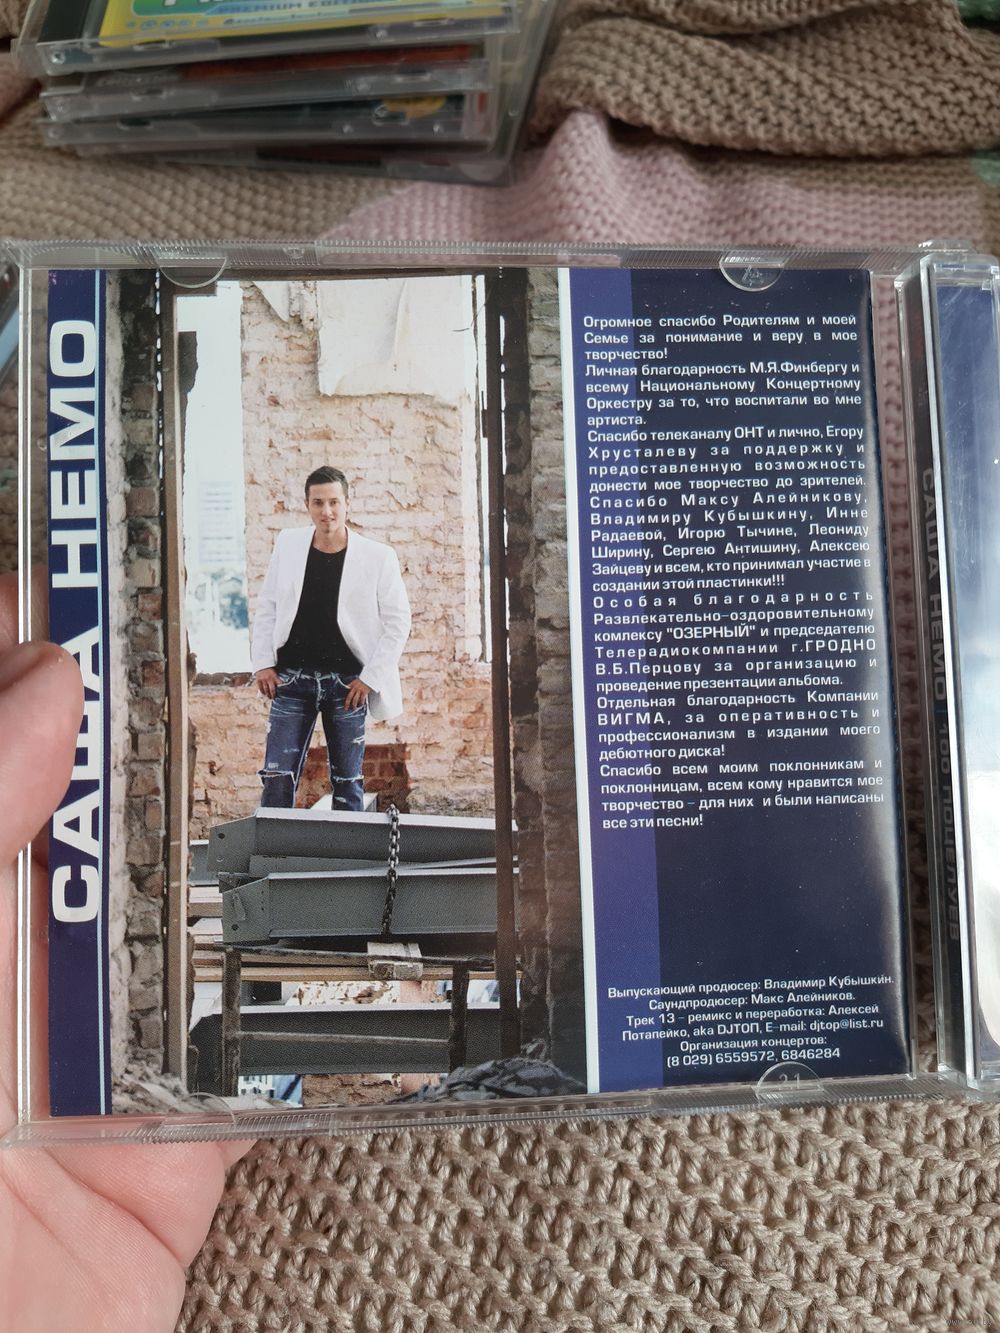 PREMIUM EDITION
САША НЕМО
Огромное спасибо Родителям и моей
Семье за понимание и веру в мое
творчество!
Личная благодарность М.Я.Финбергу и
всему Национальному Концертному
Оркестру за то, что воспитали во мне
артиста.
Спасибо телеканалу ОНТ и лично, Егору
Хрусталеву за поддержку и
предоставленную возможность
донести мое творчество до зрителей.
Спасибо Максу Алейникову,
Владимиру Кубышкину, Инне
Радаевой, Игорю Тычине, Леониду
Ширину, Сергею Антишину, Алексею
Зайцеву и всем, кто принимал участие в
создании этой пластинки!!!
Особая благодарность
Развлекательно-оздоровительному
комлексу "ОЗЕРНЫЙ" и председателю
Телерадиокомпании г.ГРОДНО
В.Б.Перцову за организацию и
проведение презентации альбома.
Отдельная благодарность Компании
ВИГМА, за оперативность и
профессионализм в издании моего
дебютного диска!
Спасибо всем моим поклонникам и
поклонницам, всем кому нравится мое
творчество - для них и были написаны
все эти песни!
Выпускающий продюсер: Владимир Кубышкин.
Саундпродюсер: Макс Алейников.
Трек 13 - ремикс и переработка: Алексей
Потапейко, aka DJТОП, E-mail: djtop@list.ru
Организация концертов:
(8 029) 6559572, 6846284
САША НЕМО ПОЦЕЛУЕВ